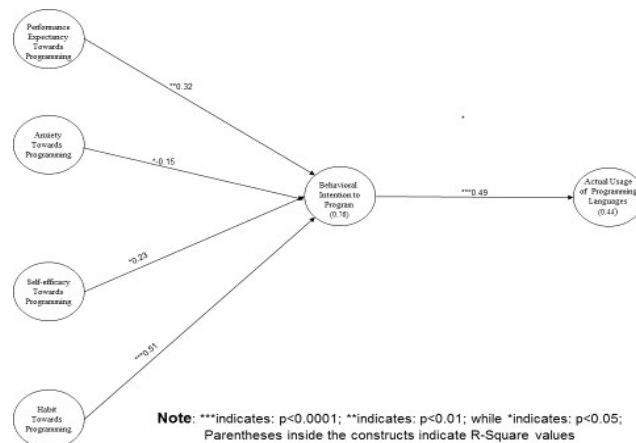 Performance
Expectancy
Towards
Programming
**0.32
Anxiety
Towards
Programming
*-0.15
Behavioral
Intention to
Program
(0.76)
***0.49
Actual Usage
of Programming
Languages
(0.44)
Self-efficacy
Towards
Programming
*0.23
***0.51
Habit
Towards
Programming
Note: ***indicates: p<0.0001; **indicates: p<0.01; while *indicates: p<0.05;
Parentheses inside the constructs indicate R-Square values